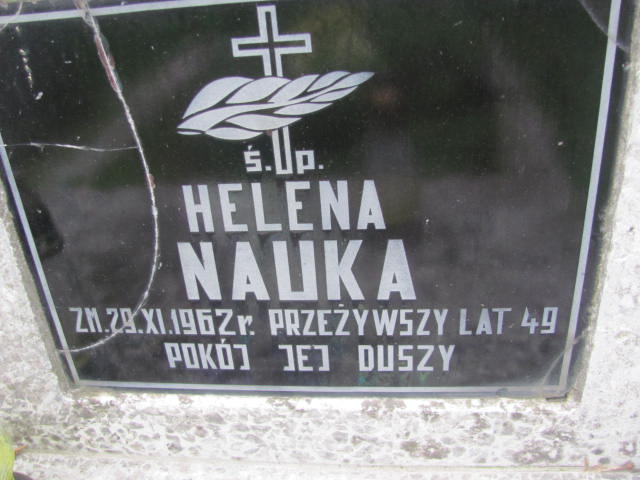 ś.p.
HELENA
NAUKA
ZM.29.XI.1962r. PRZEŻYWSZY LAT 49
POKÓJ JEJ DUSZY